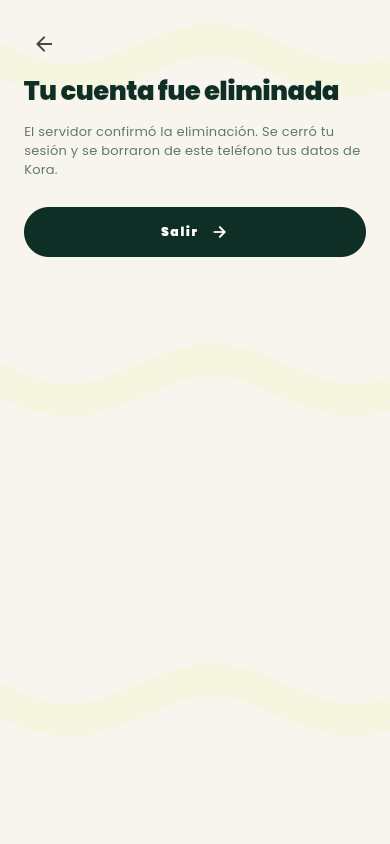 Tu cuenta fue eliminada
El servidor confirmó la eliminación. Se cerró tu
sesión y se borraron de este teléfono tus datos de
Kora.
Salir